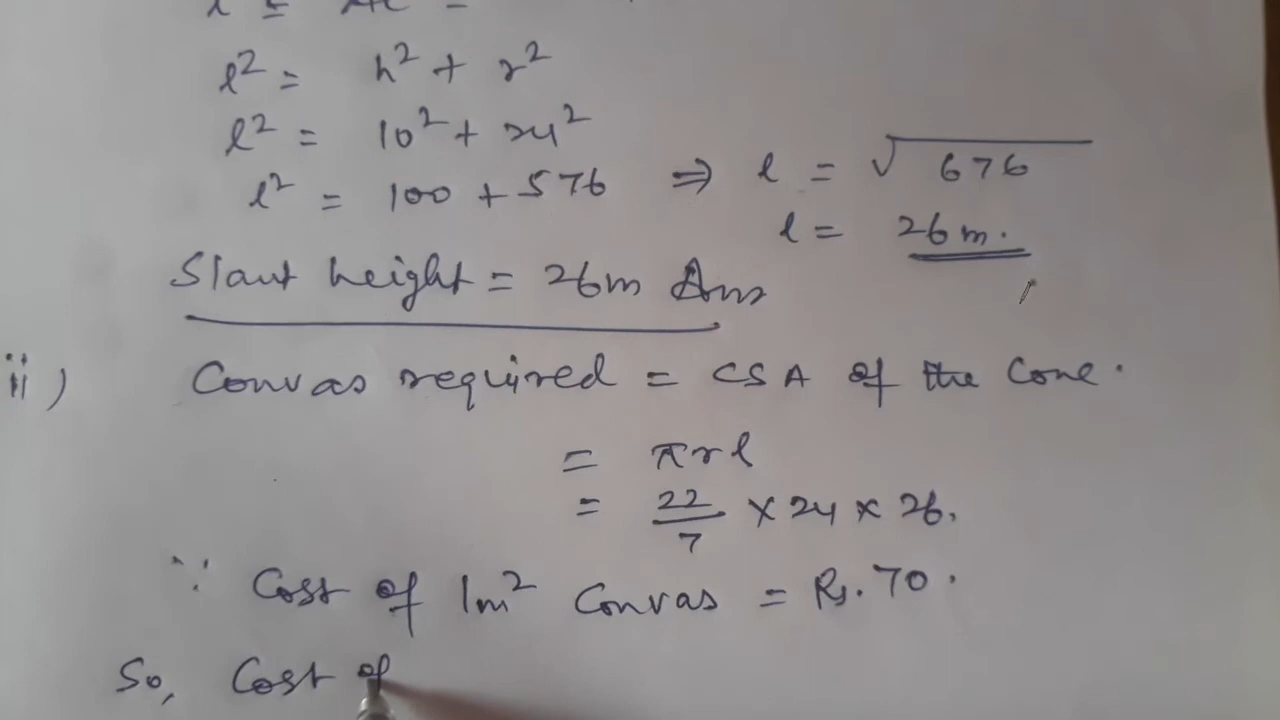 l² = h² + r²
l² = 10² + 24²
l² = 100 + 576 ⇒ l = √676
l = 26m.
Slant height = 26m Ans
ii) Convas required = CSA of the Cone.
= πrl
= 22/7 × 24 × 26.
∵ Cost of 1m² Convas = Rs. 70.
So, Cost of